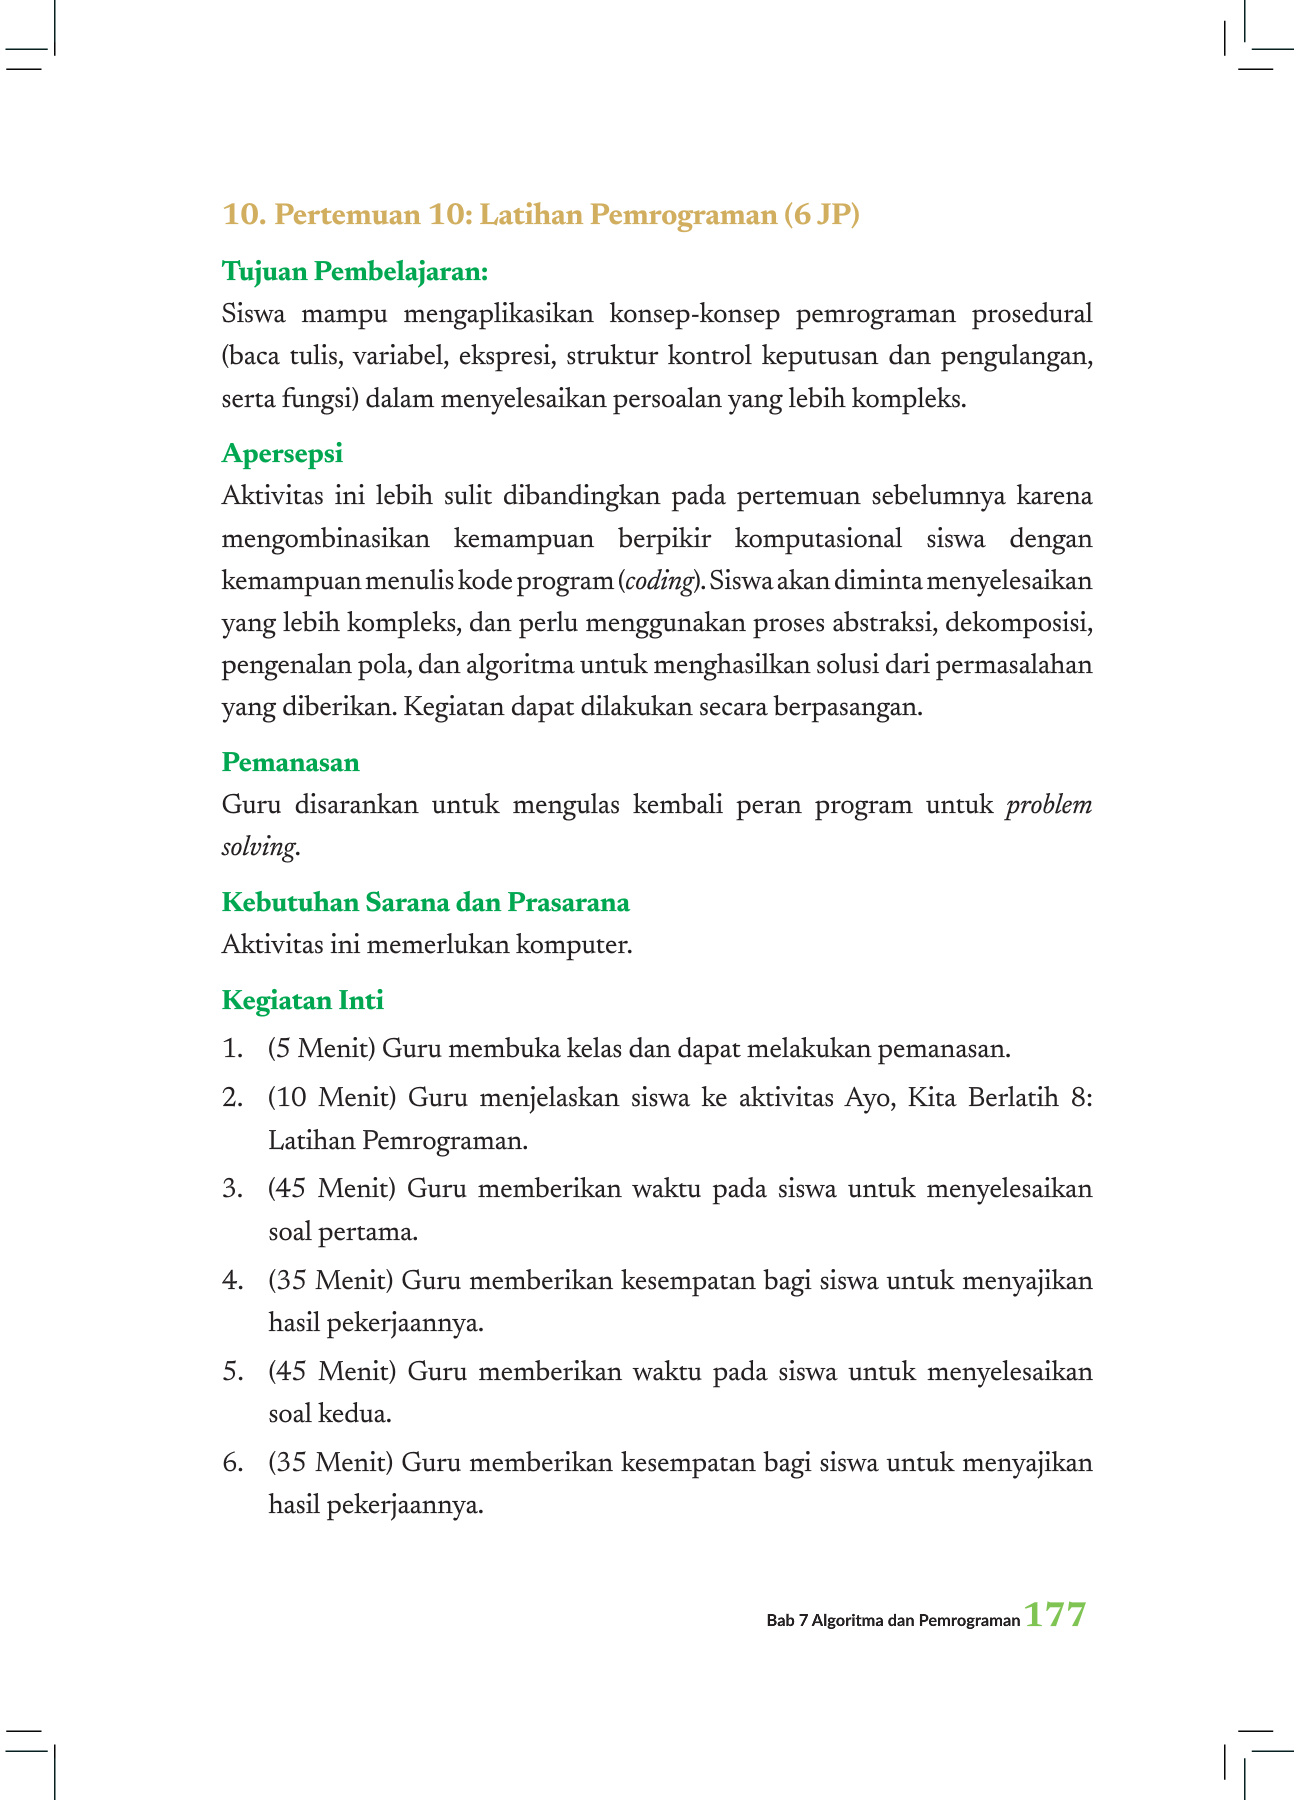 10. Pertemuan 10: Latihan Pemrograman (6 JP)
Tujuan Pembelajaran:
Siswa mampu mengaplikasikan konsep-konsep pemrograman prosedural
(baca tulis, variabel, ekspresi, struktur kontrol keputusan dan pengulangan,
serta fungsi) dalam menyelesaikan persoalan yang lebih kompleks.
Apersepsi
Aktivitas ini lebih sulit dibandingkan pada pertemuan sebelumnya karena
mengombinasikan kemampuan berpikir komputasional siswa dengan
kemampuan menulis kode program (coding). Siswa akan diminta menyelesaikan
yang lebih kompleks, dan perlu menggunakan proses abstraksi, dekomposisi,
pengenalan pola, dan algoritma untuk menghasilkan solusi dari permasalahan
yang diberikan. Kegiatan dapat dilakukan secara berpasangan.
Pemanasan
Guru disarankan untuk mengulas kembali peran program untuk problem
solving.
Kebutuhan Sarana dan Prasarana
Aktivitas ini memerlukan komputer.
Kegiatan Inti
1. (5 Menit) Guru membuka kelas dan dapat melakukan pemanasan.
2. (10 Menit) Guru menjelaskan siswa ke aktivitas Ayo, Kita Berlatih 8:
Latihan Pemrograman.
3. (45 Menit) Guru memberikan waktu pada siswa untuk menyelesaikan
soal pertama.
4. (35 Menit) Guru memberikan kesempatan bagi siswa untuk menyajikan
hasil pekerjaannya.
5. (45 Menit) Guru memberikan waktu pada siswa untuk menyelesaikan
soal kedua.
6. (35 Menit) Guru memberikan kesempatan bagi siswa untuk menyajikan
hasil pekerjaannya.
Bab 7 Algoritma dan Pemrograman 177